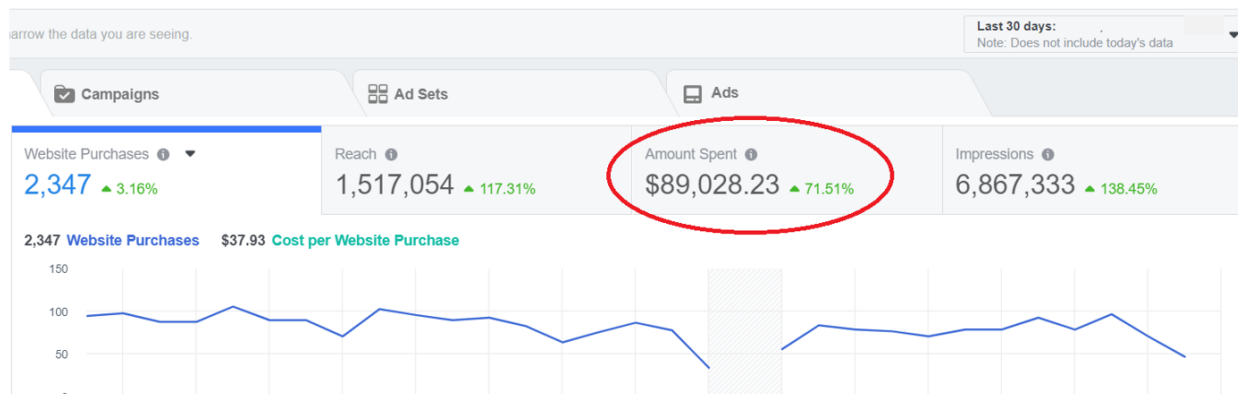 arrow the data you are seeing.
Last 30 days:
Note: Does not include today's data
Campaigns
Ad Sets
Ads
Website Purchases
2,347 3.16%
Reach
1,517,054 117.31%
Amount Spent
$89,028.23 71.51%
Impressions
6,867,333 138.45%
2,347 Website Purchases $37.93 Cost per Website Purchase
150
100
50